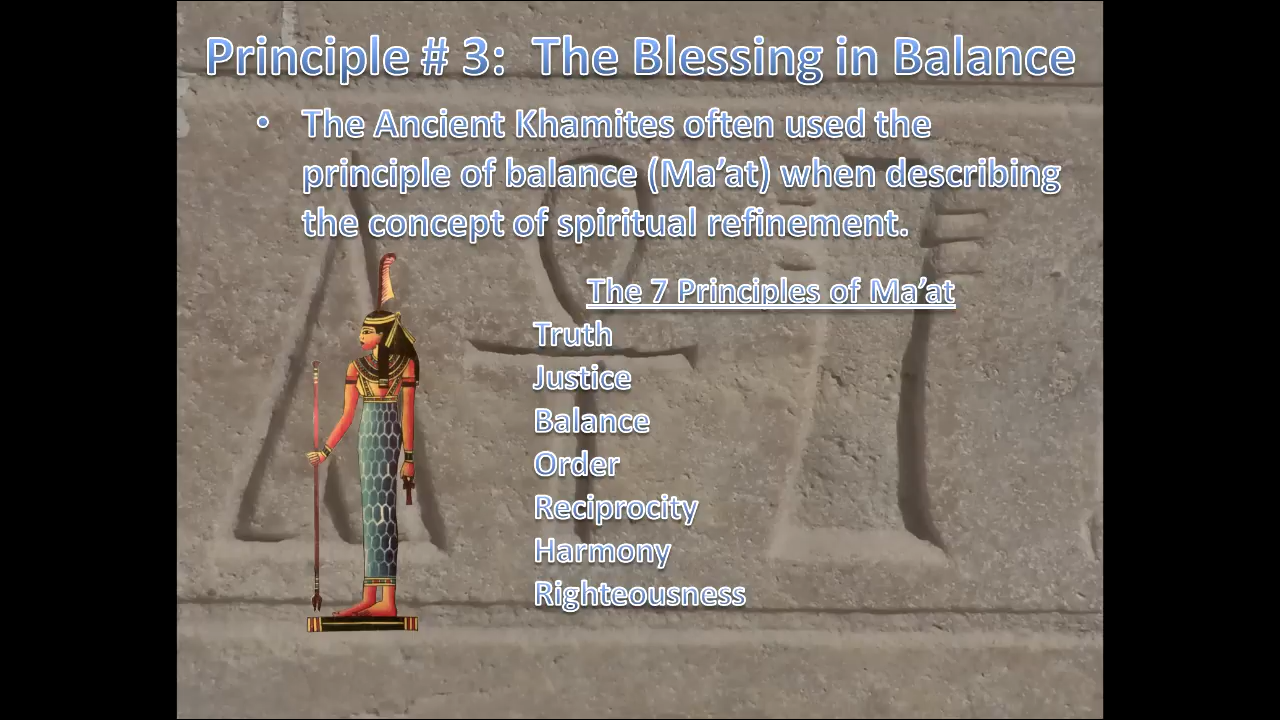 Principle # 3:  The Blessing in Balance
• The Ancient Khamites often used the
principle of balance (Ma’at) when describing
the concept of spiritual refinement.
The 7 Principles of Ma’at
Truth
Justice
Balance
Order
Reciprocity
Harmony
Righteousness